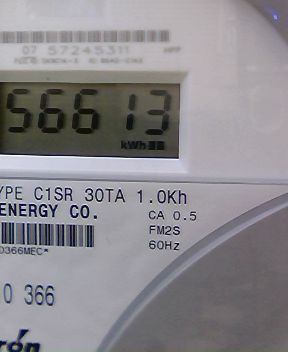 07 57245311
56613
kWh
YPE C1SR 30TA 1.0Kh
ENERGY CO. CA 0.5
FM2S
0366MEC*
60Hz
0 366
rón